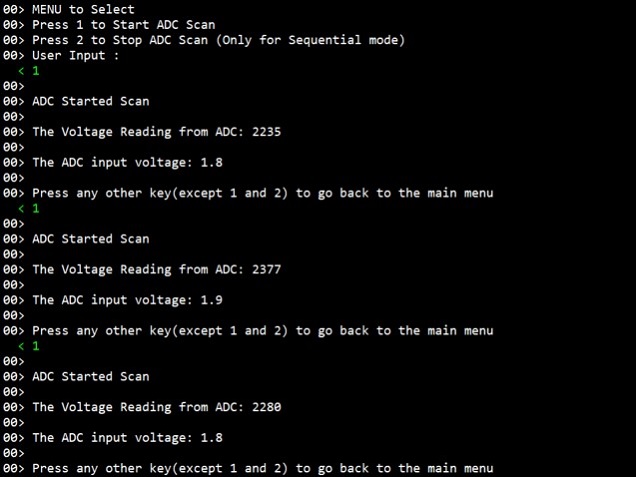 00> MENU to Select
00> Press 1 to Start ADC Scan
00> Press 2 to Stop ADC Scan (Only for Sequential mode)
00> User Input :
< 1
00>
00> ADC Started Scan
00>
00> The Voltage Reading from ADC: 2235
00>
00> The ADC input voltage: 1.8
00>
00> Press any other key(except 1 and 2) to go back to the main menu
< 1
00>
00> ADC Started Scan
00>
00> The Voltage Reading from ADC: 2377
00>
00> The ADC input voltage: 1.9
00>
00> Press any other key(except 1 and 2) to go back to the main menu
< 1
00>
00> ADC Started Scan
00>
00> The Voltage Reading from ADC: 2280
00>
00> The ADC input voltage: 1.8
00>
00> Press any other key(except 1 and 2) to go back to the main menu